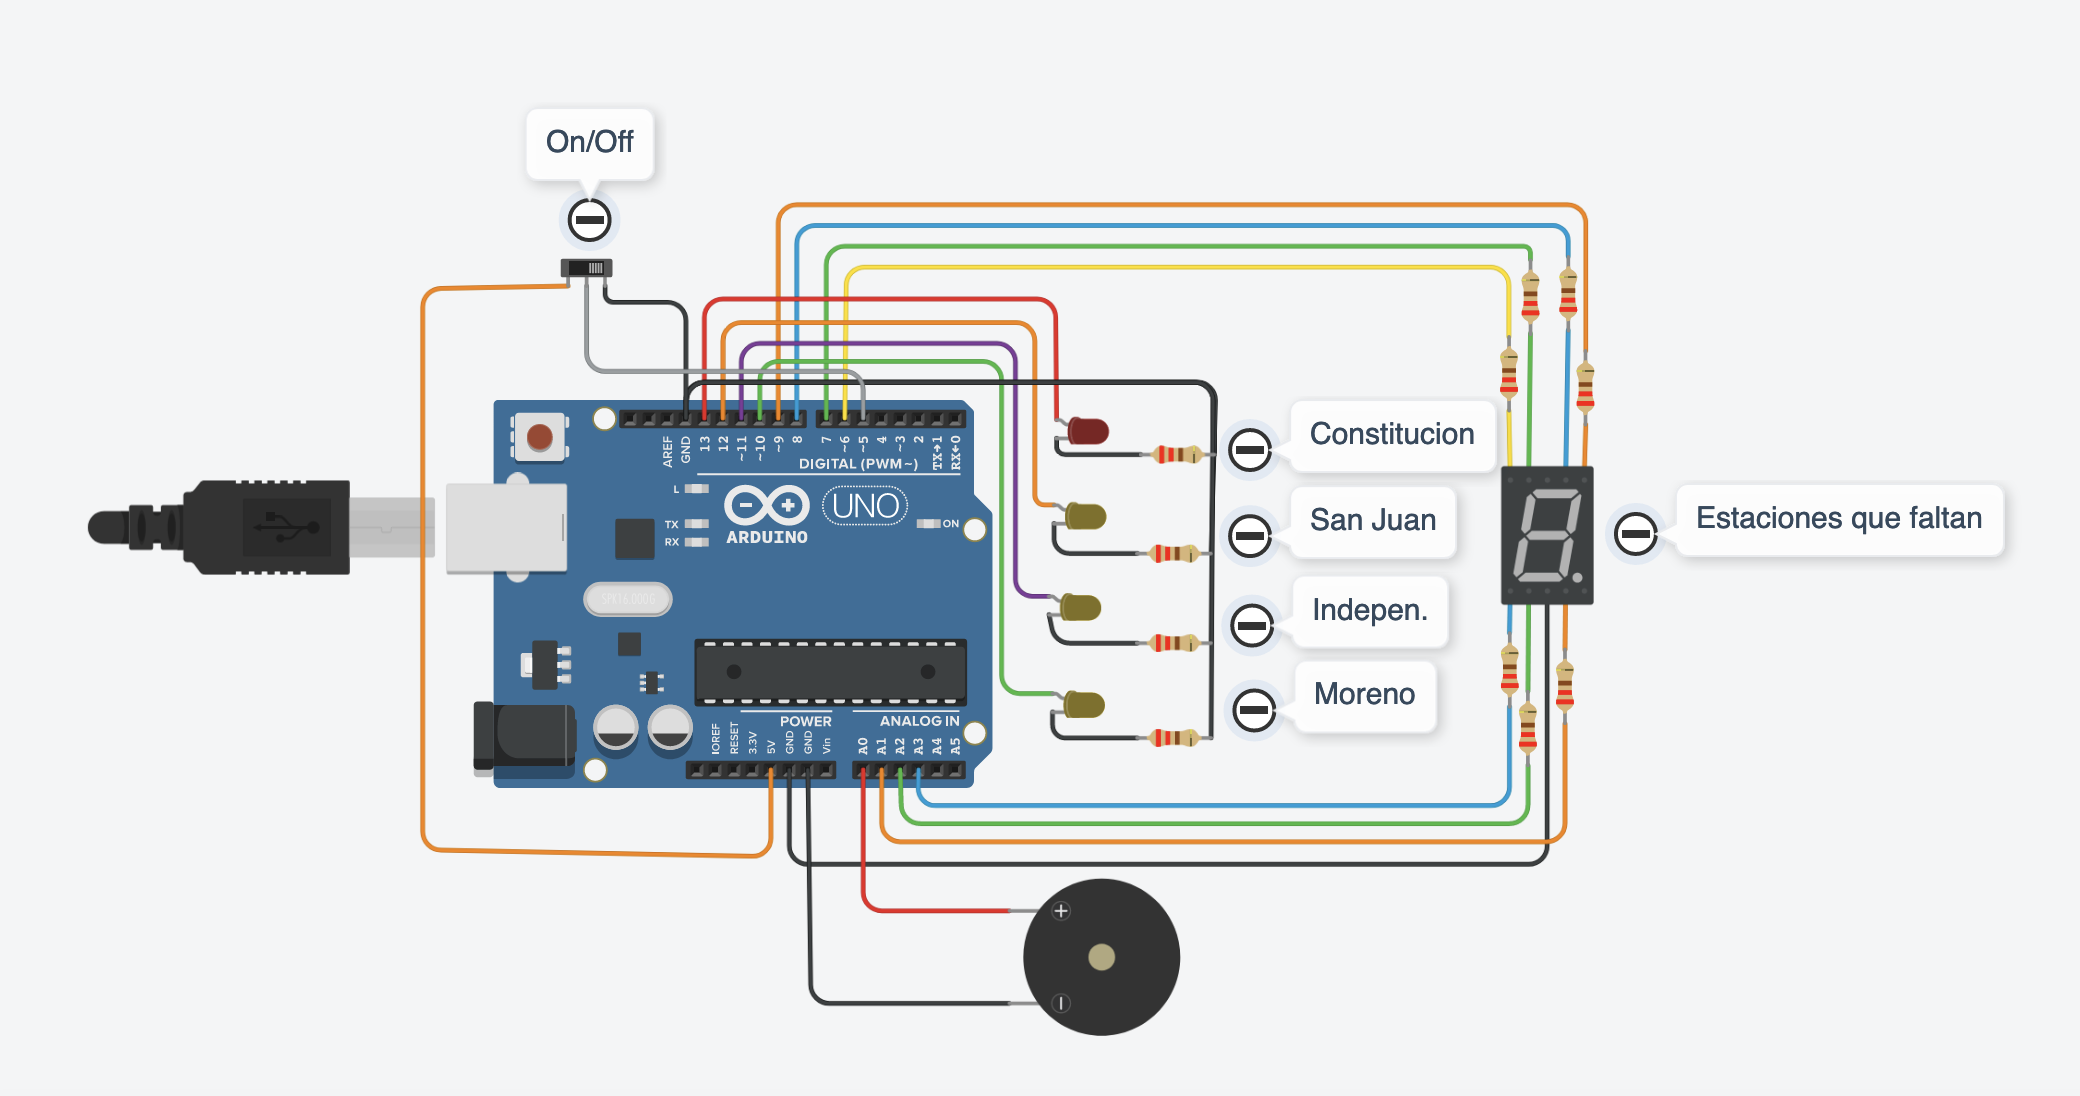 On/Off
AREF
GND
13
12
~11
~10
~9
8
7
~6
~5
4
~3
2
TX→1
RX←0
DIGITAL (PWM~)
L
TX
RX
UNO
ON
ARDUINO
Constitucion
San Juan
Estaciones que faltan
Indepen.
Moreno
SPK16.000G
POWER
ANALOG IN
IOREF
RESET
3.3V
5V
GND
GND
Vin
A0
A1
A2
A3
A4
A5